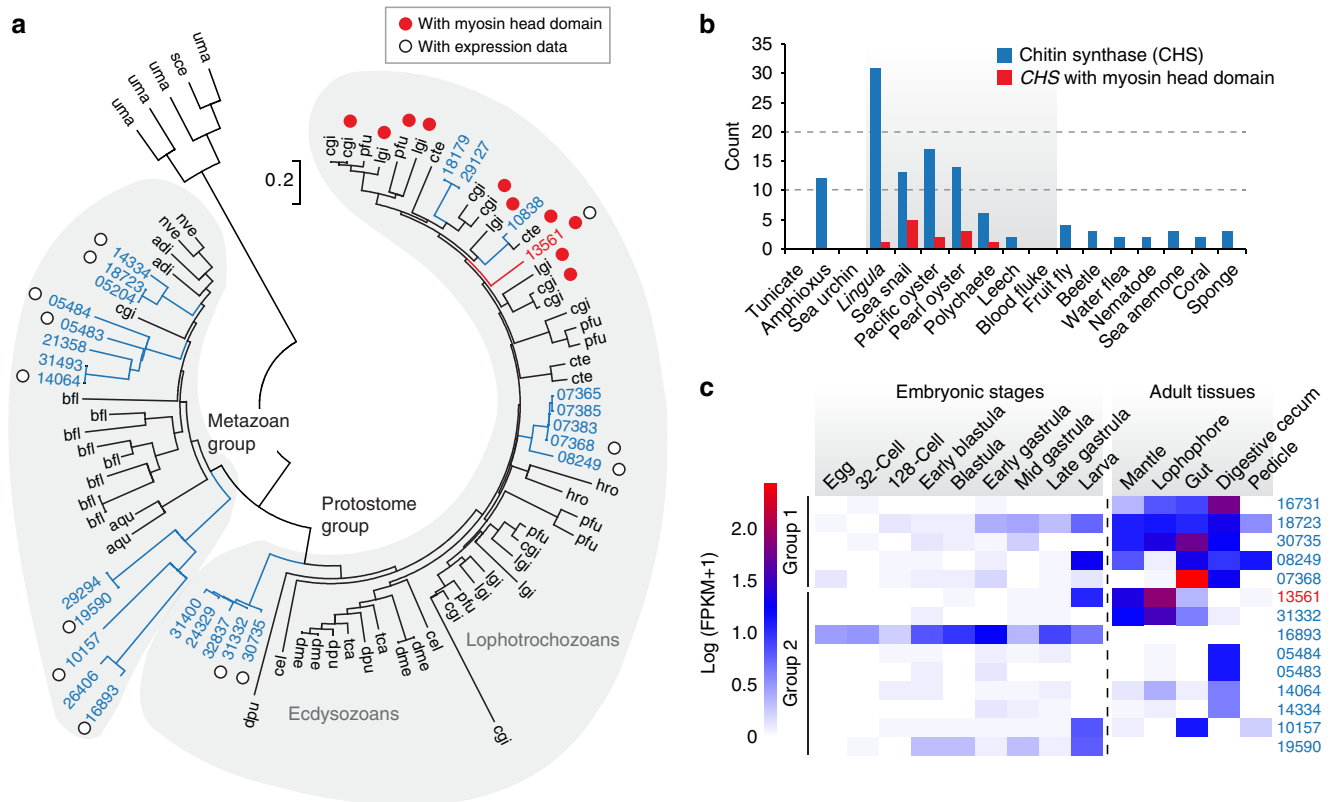 a
With myosin head domain
With expression data
uma
uma
uma
sce
uma
0.2
cgi
cgi
pfu
lgi
pfu
lgi
cte
18179
29127
cgi
cgi
lgi
10838
cte
13561
lgi
cgi
cgi
cgi
pfu
pfu
cte
cte
07365
07385
07383
07368
08249
hro
hro
pfu
pfu
pfu
cgi
cgi
lgi
lgi
lgi
pfu
pfu
cgi
cgi
cel
dme
dme
tca
dpu
tca
dpu
dme
dme
cel
dpu
30735
31332
32837
24329
31400
Lophotrochozoans
Ecdysozoans
Protostome
group
Metazoan
group
nve
nve
adi
adi
14334
18723
05204
cgi
05484
05483
21358
31493
14064
bfl
bfl
bfl
bfl
bfl
bfl
bfl
bfl
aqu
aqu
29294
19590
10157
26406
16893
b
35
30
25
20
15
10
5
0
Count
Chitin synthase (CHS)
CHS with myosin head domain
Tunicate
Amphioxus
Sea urchin
Lingula
Sea snail
Pacific oyster
Pearl oyster
Polychaete
Leech
Blood fluke
Fruit fly
Beetle
Water flea
Nematode
Sea anemone
Coral
Sponge
c
Embryonic stages
Adult tissues
Egg
32-Cell
128-Cell
Early blastula
Blastula
Early gastrula
Mid gastrula
Late gastrula
Larva
Mantle
Lophophore
Gut
Digestive cecum
Pedicle
Log (FPKM+1)
2.0
1.5
1.0
0.5
0
Group 1
Group 2
16731
18723
30735
08249
07368
13561
31332
16893
05484
05483
14064
14334
10157
19590